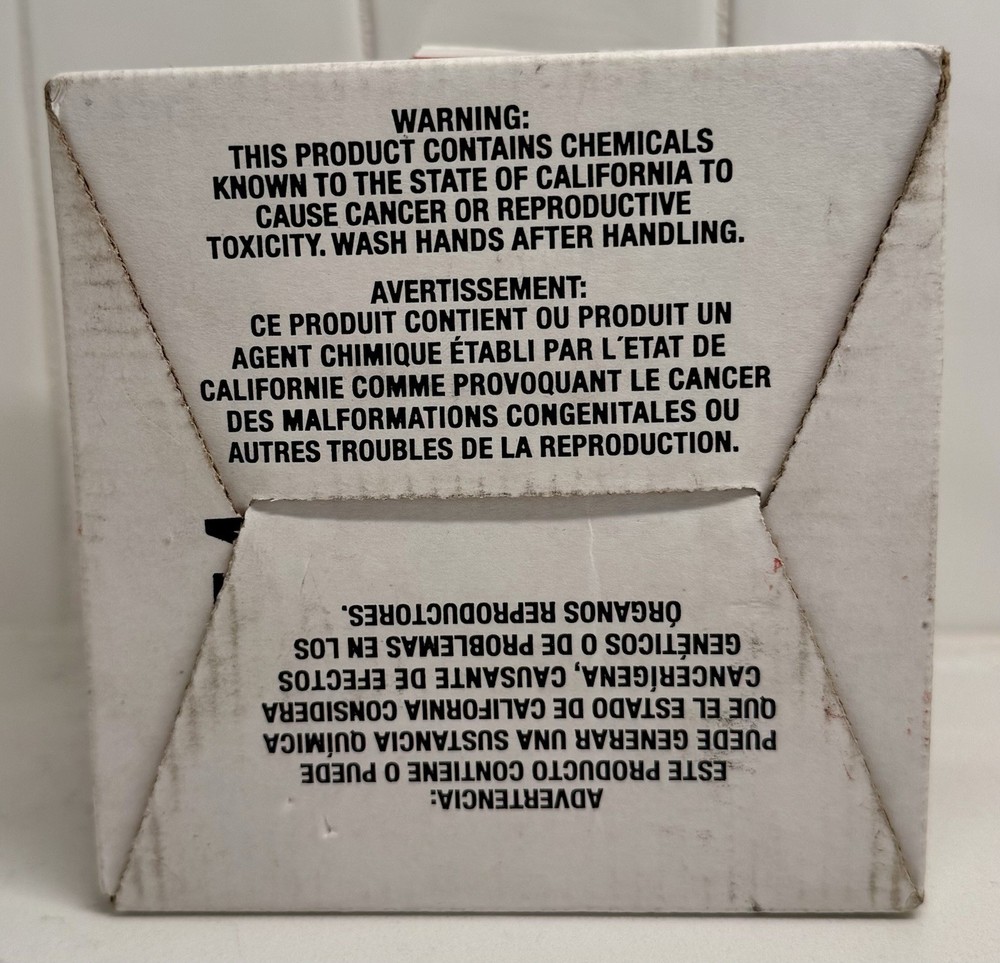 WARNING:
THIS PRODUCT CONTAINS CHEMICALS
KNOWN TO THE STATE OF CALIFORNIA TO
CAUSE CANCER OR REPRODUCTIVE
TOXICITY. WASH HANDS AFTER HANDLING.
AVERTISSEMENT:
CE PRODUIT CONTIENT OU PRODUIT UN
AGENT CHIMIQUE ÉTABLI PAR L´ETAT DE
CALIFORNIE COMME PROVOQUANT LE CANCER
DES MALFORMATIONS CONGENITALES OU
AUTRES TROUBLES DE LA REPRODUCTION.
ADVERTENCIA:
ESTE PRODUCTO CONTIENE O PUEDE
PUEDE GENERAR UNA SUSTANCIA QUÍMICA
QUE EL ESTADO DE CALIFORNIA CONSIDERA
CANCERÍGENA, CAUSANTE DE EFECTOS
GENÉTICOS O DE PROBLEMAS EN LOS
ÓRGANOS REPRODUCTORES.